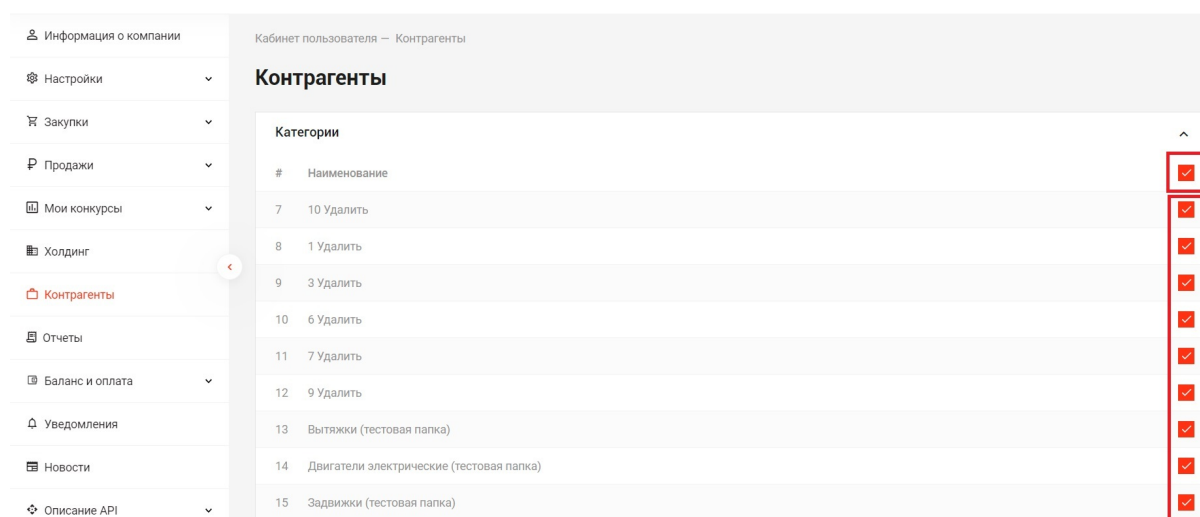 Информация о компании
Настройки
Закупки
Продажи
Мои конкурсы
Холдинг
Контрагенты
Отчеты
Баланс и оплата
Уведомления
Новости
Описание API
Кабинет пользователя — Контрагенты
Контрагенты
Категории
# Наименование
7 10 Удалить
8 1 Удалить
9 3 Удалить
10 6 Удалить
11 7 Удалить
12 9 Удалить
13 Вытяжки (тестовая папка)
14 Двигатели электрические (тестовая папка)
15 Задвижки (тестовая папка)